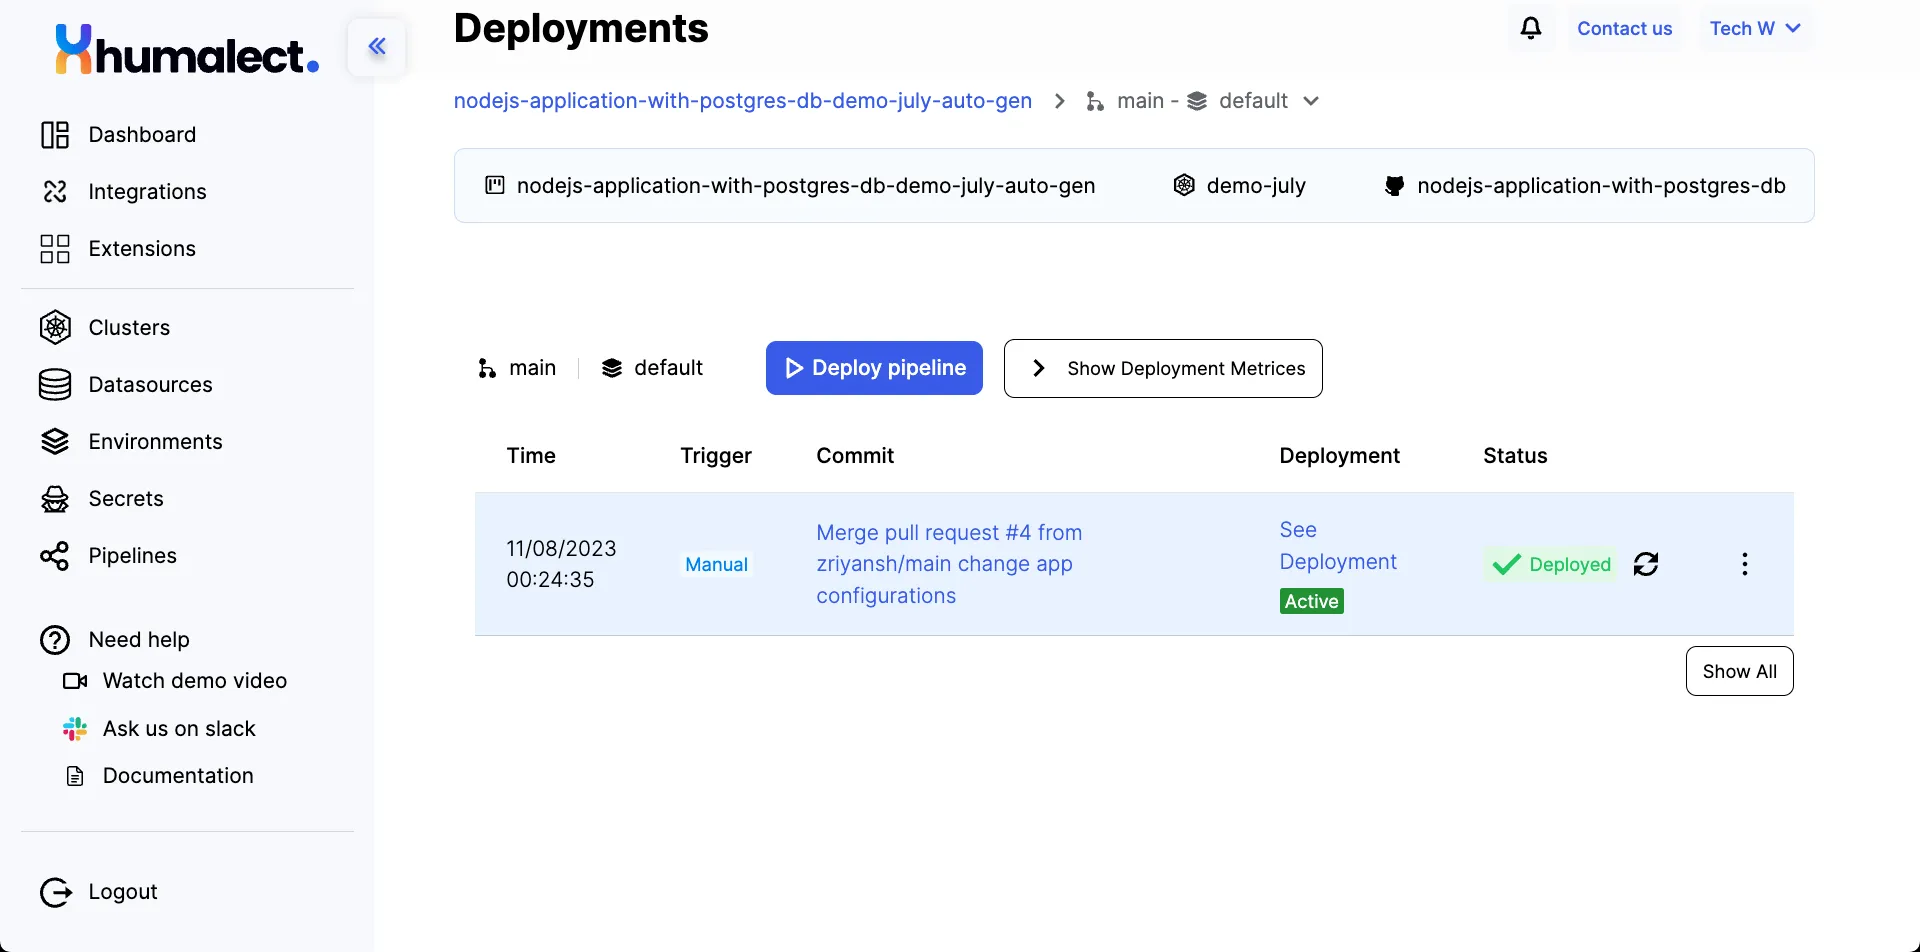 humalect.
Dashboard
Integrations
Extensions
Clusters
Datasources
Environments
Secrets
Pipelines
Need help
Watch demo video
Ask us on slack
Documentation
Logout
Deployments
Contact us
Tech W
nodejs-application-with-postgres-db-demo-july-auto-gen > main - default
nodejs-application-with-postgres-db-demo-july-auto-gen demo-july nodejs-application-with-postgres-db
main default Deploy pipeline Show Deployment Metrices
Time Trigger Commit Deployment Status
11/08/2023
00:24:35
Manual
Merge pull request #4 from
zriyansh/main change app
configurations
See
Deployment
Active
Deployed
Show All